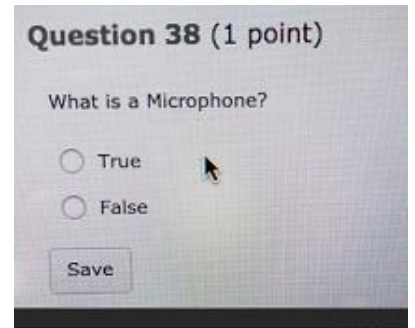 Question 38 (1 point)
What is a Microphone?
True
False
Save